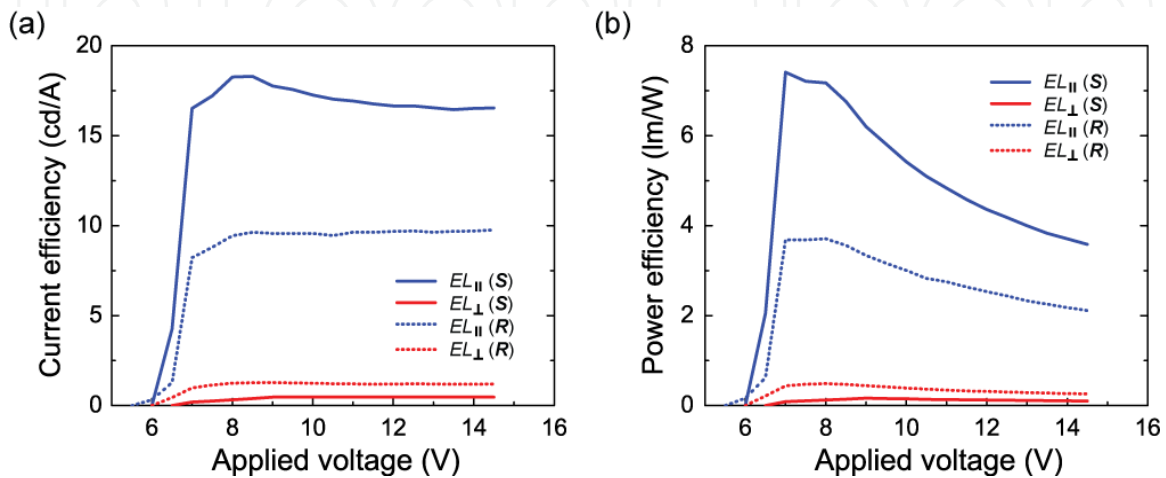 (a)
20
15
10
5
0
Current efficiency (cd/A)
EL∥ (S)
EL⊥ (S)
EL∥ (R)
EL⊥ (R)
6 8 10 12 14 16
Applied voltage (V)
(b)
8
6
4
2
0
Power efficiency (lm/W)
EL∥ (S)
EL⊥ (S)
EL∥ (R)
EL⊥ (R)
6 8 10 12 14 16
Applied voltage (V)